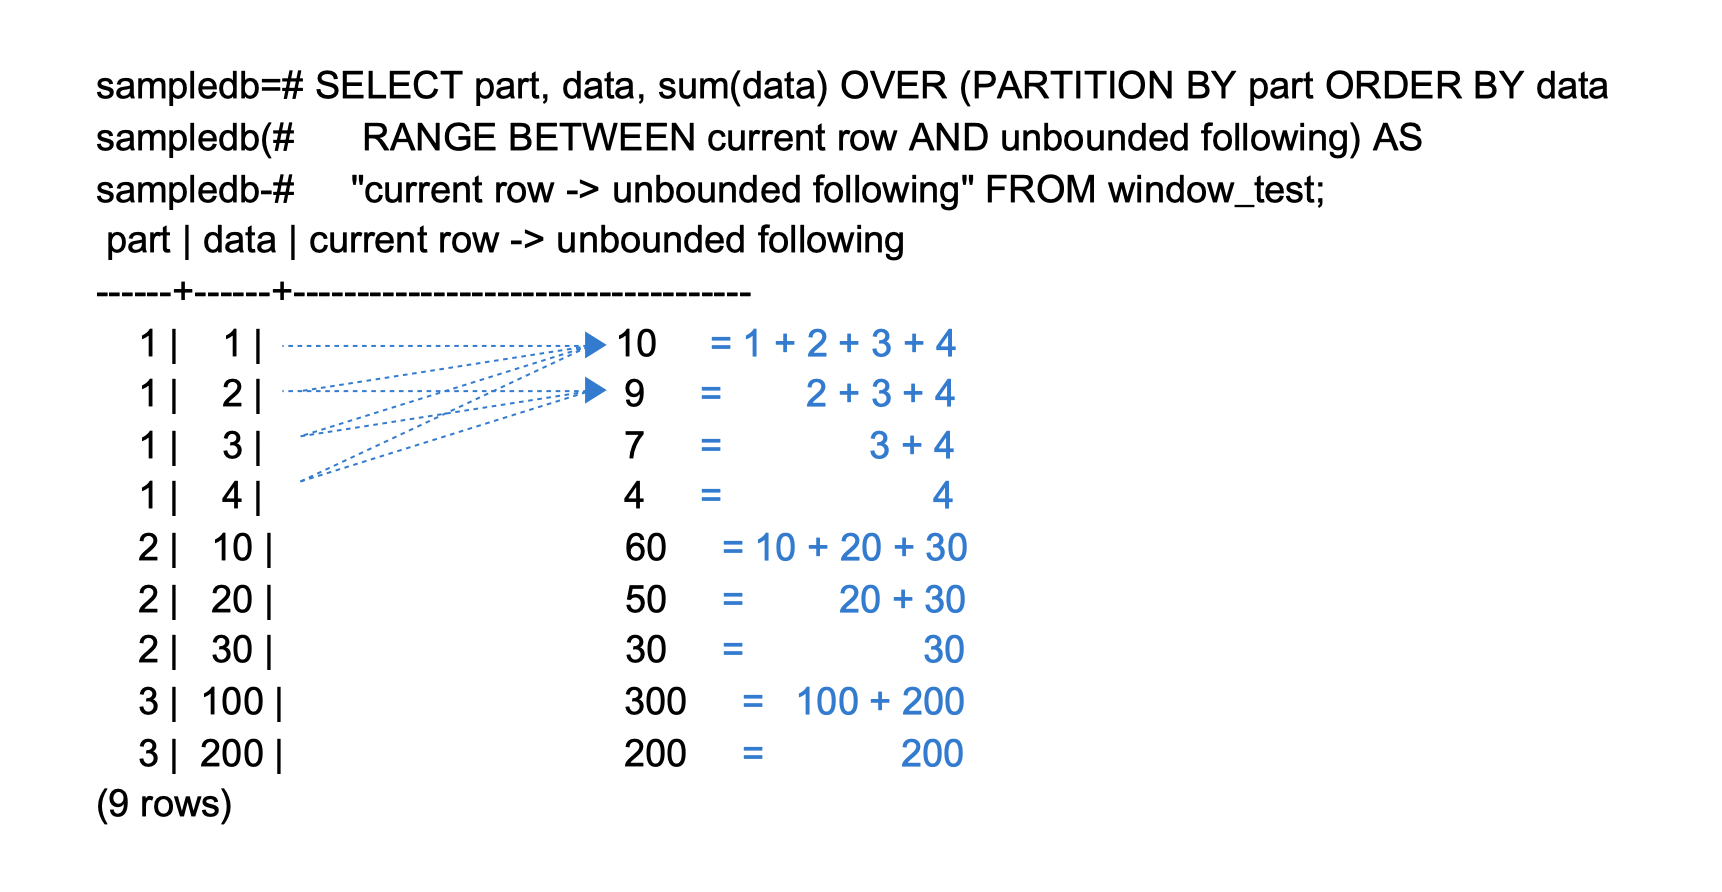 sampledb=# SELECT part, data, sum(data) OVER (PARTITION BY part ORDER BY data
sampledb(# RANGE BETWEEN current row AND unbounded following) AS
sampledb-# "current row -> unbounded following" FROM window_test;
part | data | current row -> unbounded following
------+------+------------------------------------
1 | 1 | 10 = 1 + 2 + 3 + 4
1 | 2 | 9 = 2 + 3 + 4
1 | 3 | 7 = 3 + 4
1 | 4 | 4 = 4
2 | 10 | 60 = 10 + 20 + 30
2 | 20 | 50 = 20 + 30
2 | 30 | 30 = 30
3 | 100 | 300 = 100 + 200
3 | 200 | 200 = 200
(9 rows)